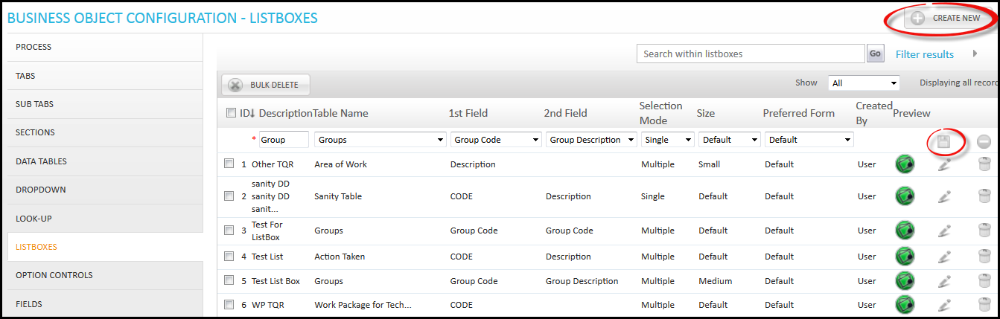 BUSINESS OBJECT CONFIGURATION - LISTBOXES
CREATE NEW
PROCESS
TABS
SUB TABS
SECTIONS
DATA TABLES
DROPDOWN
LOOK-UP
LISTBOXES
OPTION CONTROLS
FIELDS
Search within listboxes Go Filter results
BULK DELETE Show All Displaying all recor
ID Description Table Name 1st Field 2nd Field Selection Mode Size Preferred Form Created By Preview
* Group Groups Group Code Group Description Single Default Default
1 Other TQR Area of Work Description Multiple Small Default User
2 sanity DD sanity DD sanit... Sanity Table CODE Description Single Default Default User
3 Test For ListBox Groups Group Code Group Code Multiple Default Default User
4 Test List Action Taken CODE Description Multiple Default Default User
5 Test List Box Groups Group Code Group Description Multiple Medium Default User
6 WP TQR Work Package for Tech... CODE Multiple Default Default User